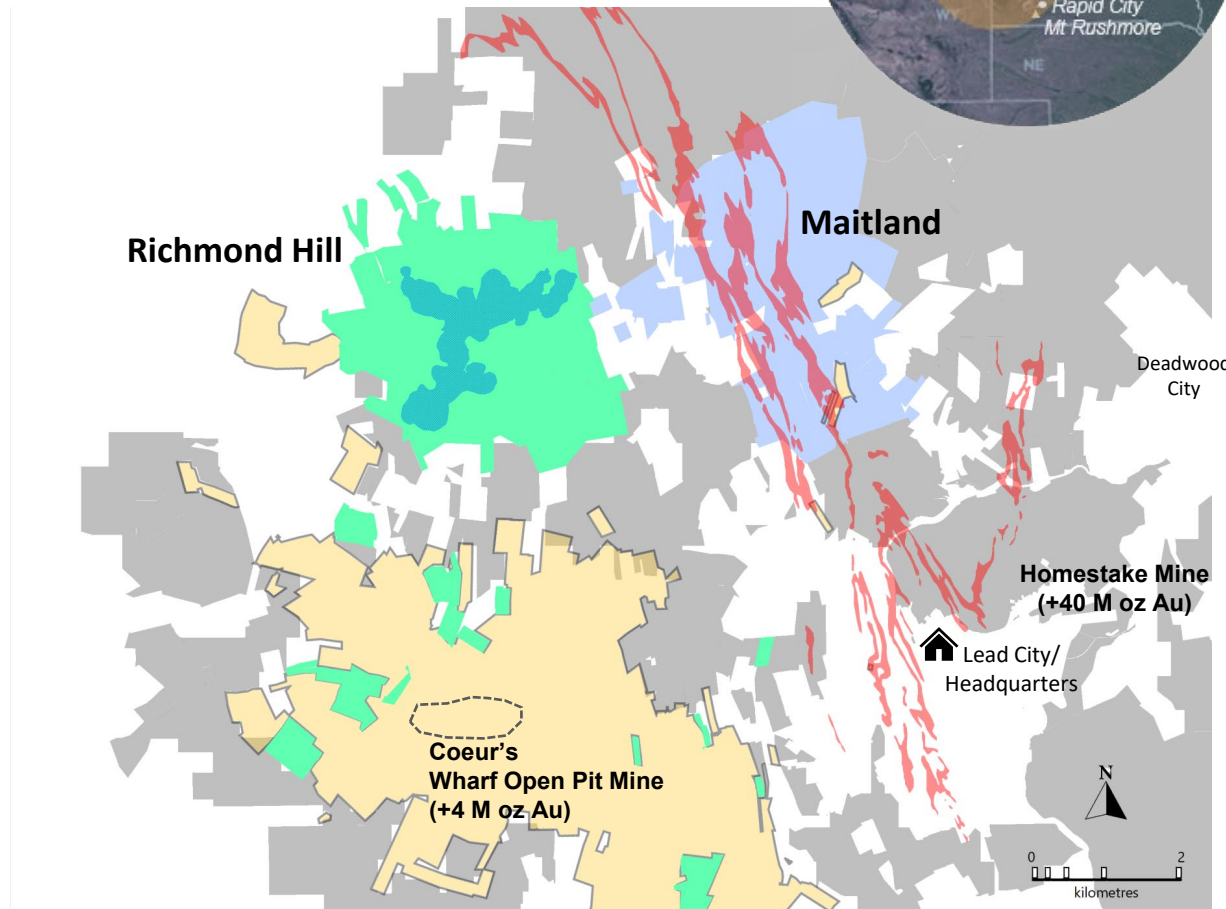 WY
Rapid City
Mt Rushmore
NE
Richmond Hill
Maitland
Deadwood
City
Homestake Mine
(+40 M oz Au)
Lead City/
Headquarters
Coeur's
Wharf Open Pit Mine
(+4 M oz Au)
N
0 2
kilometres